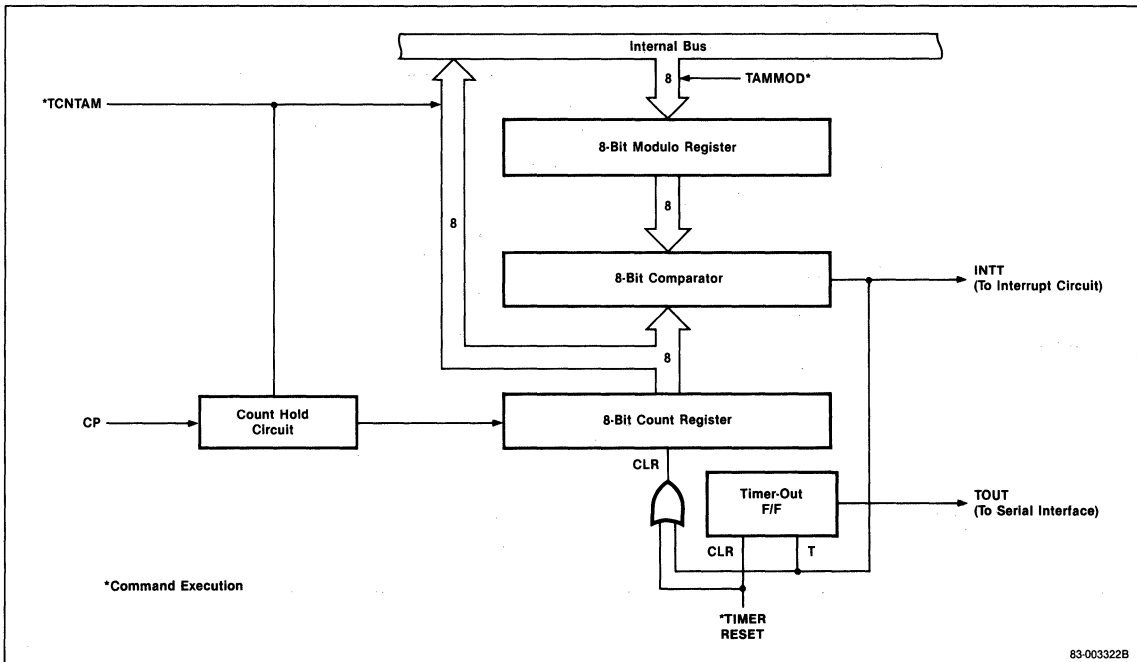 Internal Bus
8
TAMMOD*
*TCNTAM
8-Bit Modulo Register
8
8
8-Bit Comparator
INTT
(To Interrupt Circuit)
8
CP
Count Hold
Circuit
8-Bit Count Register
CLR
Timer-Out
F/F
TOUT
(To Serial Interface)
CLR
T
*Command Execution
*TIMER
RESET
83-003322B